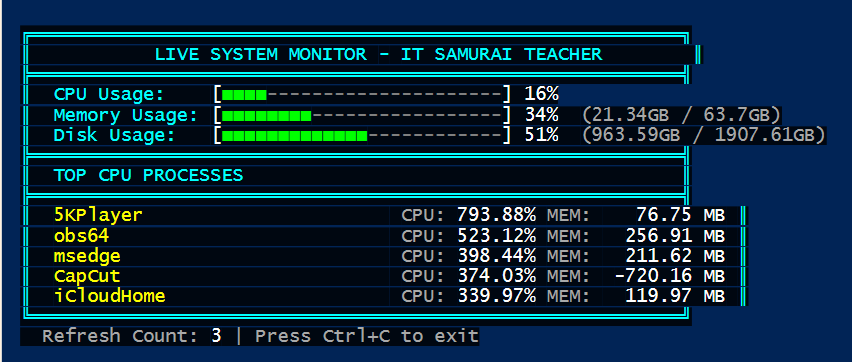 LIVE SYSTEM MONITOR - IT SAMURAI TEACHER
CPU Usage: [■■■■---------------------] 16%
Memory Usage: [■■■■■■■■-----------------] 34% (21.34GB / 63.7GB)
Disk Usage: [■■■■■■■■■■■■■------------] 51% (963.59GB / 1907.61GB)
TOP CPU PROCESSES
5KPlayer CPU: 793.88% MEM: 76.75 MB
obs64 CPU: 523.12% MEM: 256.91 MB
msedge CPU: 398.44% MEM: 211.62 MB
CapCut CPU: 374.03% MEM: -720.16 MB
iCloudHome CPU: 339.97% MEM: 119.97 MB
Refresh Count: 3 | Press Ctrl+C to exit